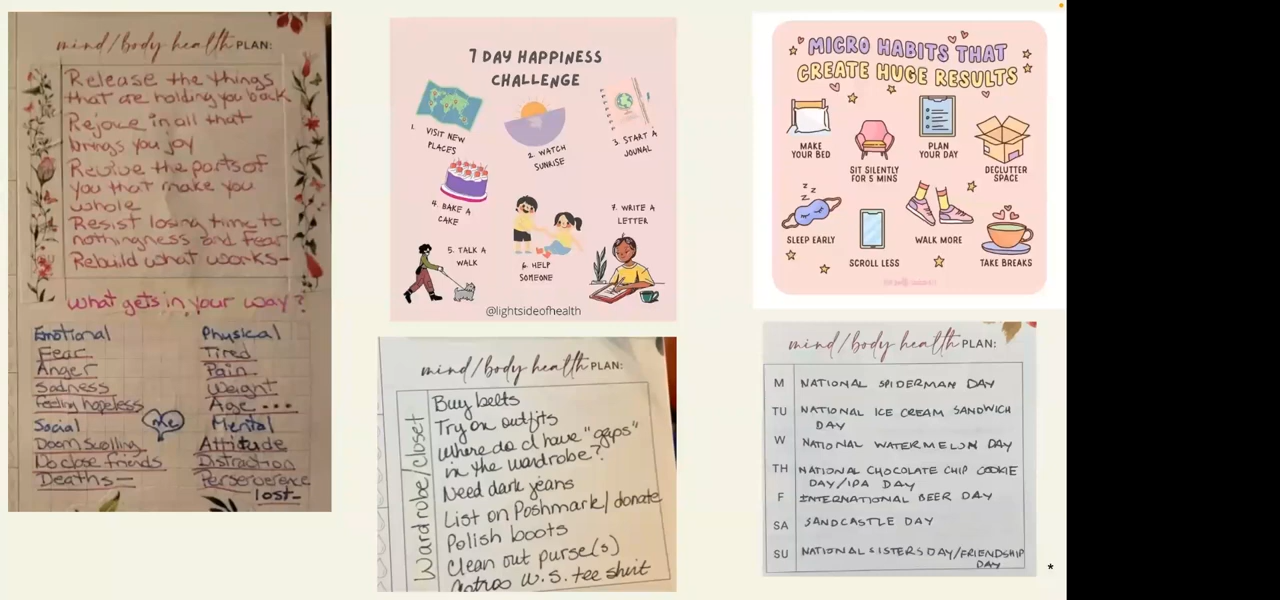 mind/body health PLAN:
Release the things
that are holding you back
Rejoice in all that
brings you joy
Revive the parts of
you that make you
whole
Resist losing time to
nothingness and fear
Rebuild what works-
What gets in your way?
Emotional
Fear
Anger
Sadness
Feeling hopeless
Social
Doom scrolling
No close friends
Deaths-
me
Physical
Tired
Pain
Weight
Age ...
Mental
Attitude
Distraction
Perserverence
lost-
7 DAY HAPPINESS
CHALLENGE
1. VISIT NEW
PLACES
2. WATCH
SUNRISE
3. START A
JOUNAL
4. BAKE A
CAKE
5. TALK A
WALK
6. HELP
SOMEONE
7. WRITE A
LETTER
@lightsideofhealth
mind/body health PLAN:
Wardrobe/Closet
Buy belts
Try on outfits
Where do I have "gaps"
in the wardrobe?
Need dark jeans
List on Poshmark/donate
Polish boots
Clean out purse(s)
W.S. tee shirt
MICRO HABITS THAT
CREATE HUGE RESULTS
MAKE
YOUR BED
SIT SILENTLY
FOR 5 MINS
PLAN
YOUR DAY
DECLUTTER
SPACE
z z z
SLEEP EARLY
SCROLL LESS
WALK MORE
TAKE BREAKS
mind/body health PLAN:
M NATIONAL SPIDERMAN DAY
TU NATIONAL ICE CREAM SANDWICH
DAY
W NATIONAL WATERMELON DAY
TH NATIONAL CHOCOLATE CHIP COOKIE
DAY/IPA DAY
F INTERNATIONAL BEER DAY
SA SANDCASTLE DAY
SU NATIONAL SISTERS DAY/FRIENDSHIP
DAY
*